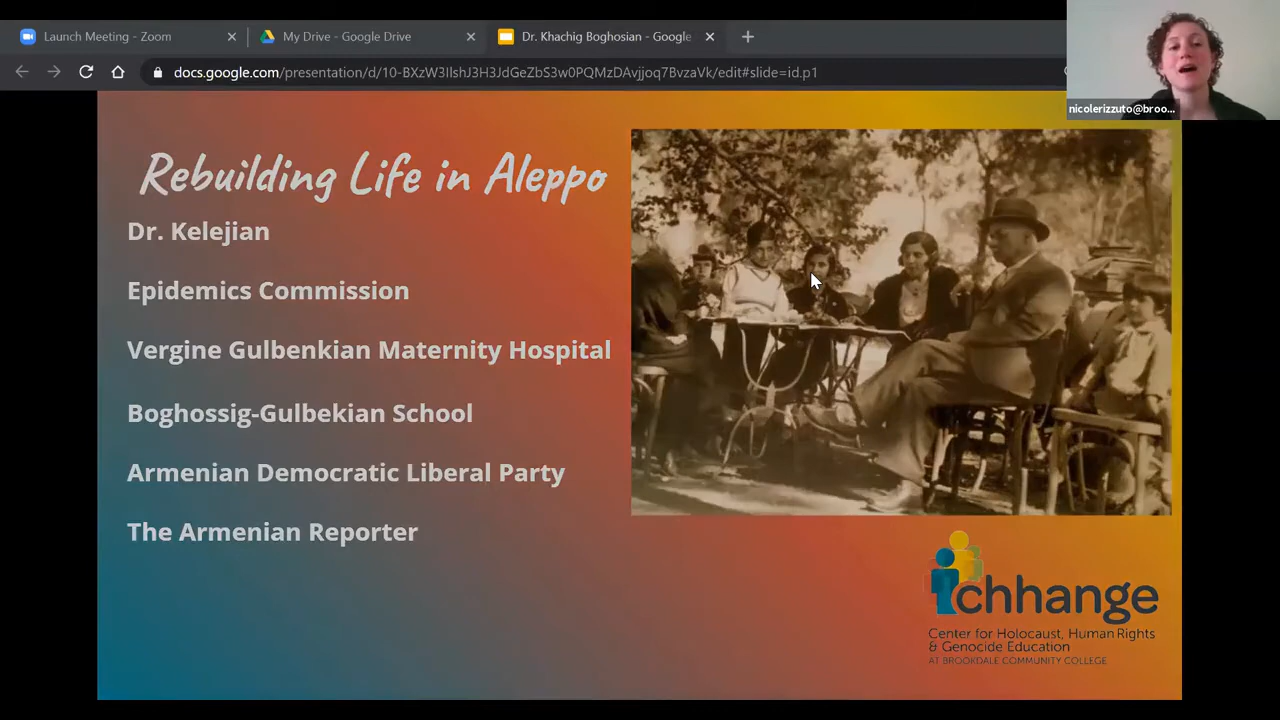 Launch Meeting - Zoom
My Drive - Google Drive
Dr. Khachig Boghosian - Google
docs.google.com/presentation/d/10-BXzW3IlshJ3H3JdGeZbS3w0PQMzDAvjjoq7BvzaVk/edit#slide=id.p1
nicolerizzuto@broo...
Rebuilding Life in Aleppo
Dr. Kelejian
Epidemics Commission
Vergine Gulbenkian Maternity Hospital
Boghossig-Gulbekian School
Armenian Democratic Liberal Party
The Armenian Reporter
chhange
Center for Holocaust, Human Rights
& Genocide Education
AT BROOKDALE COMMUNITY COLLEGE